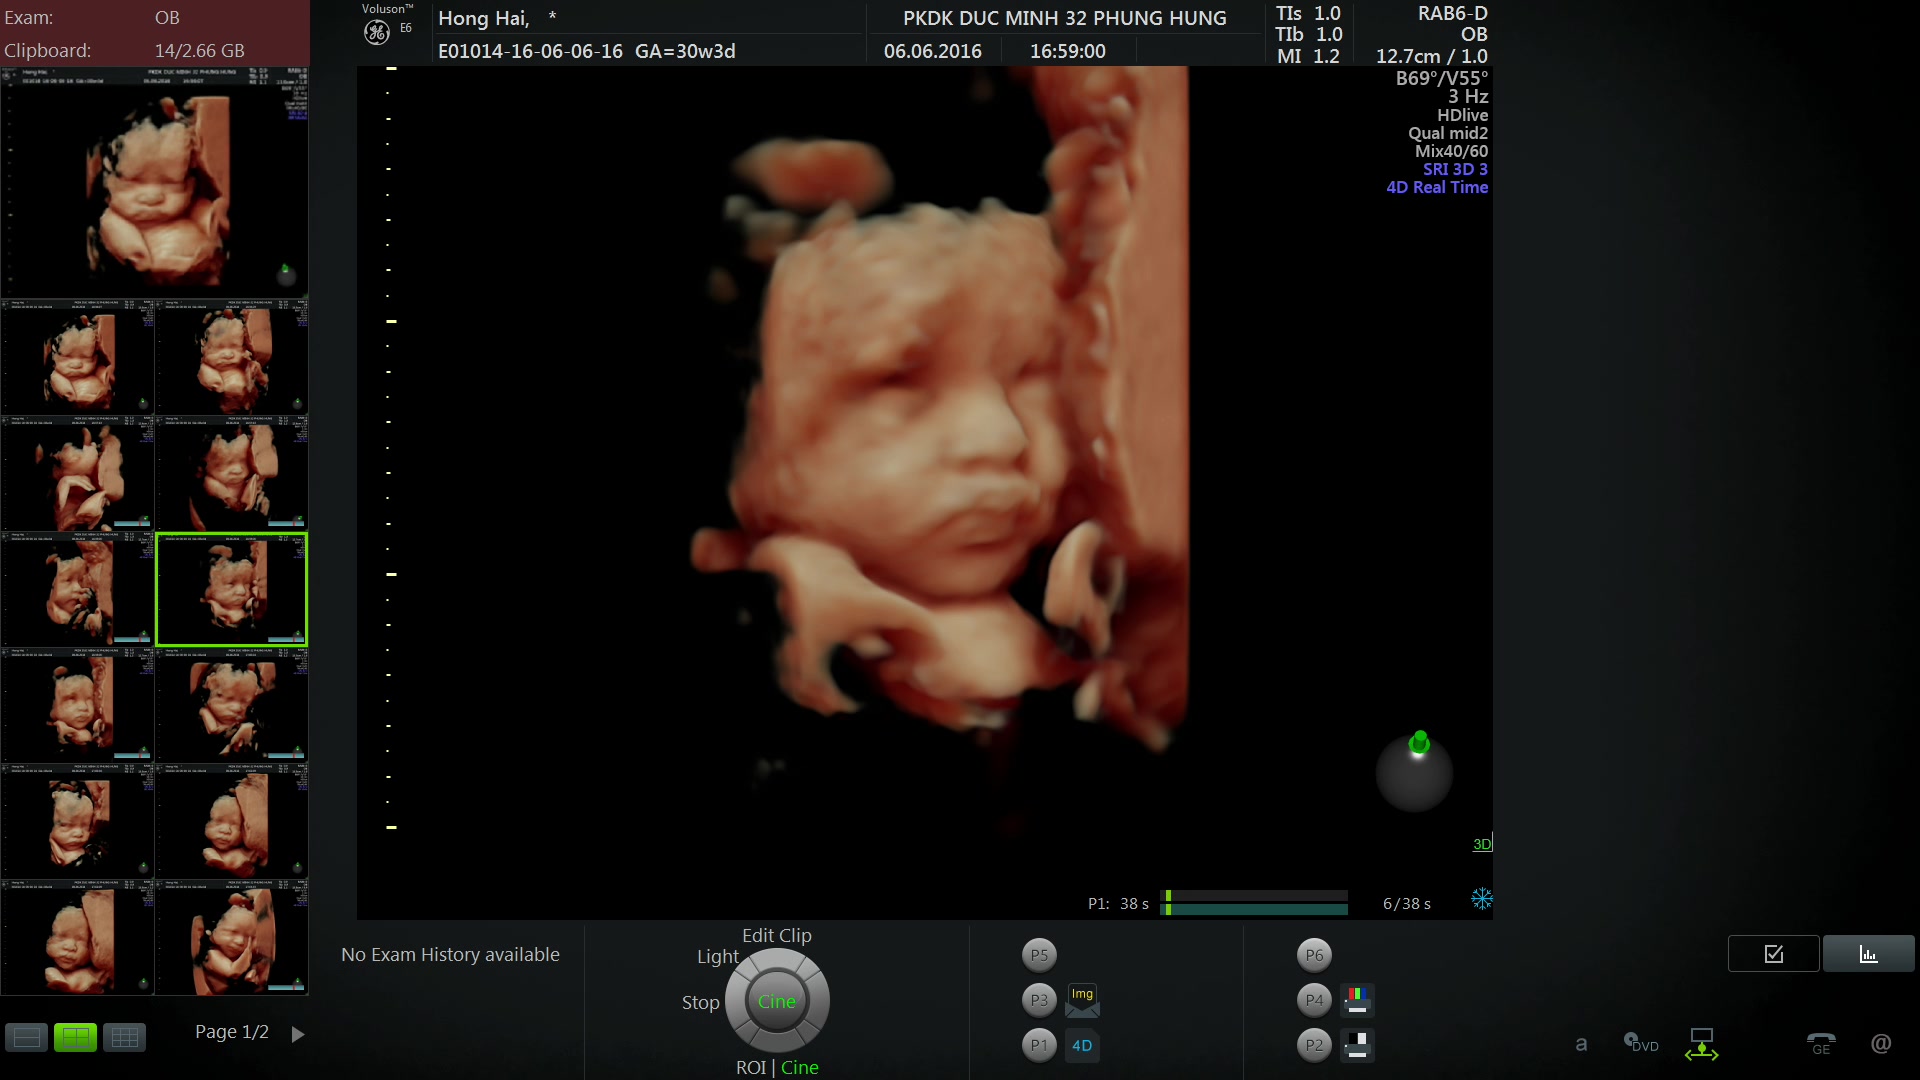 Exam: OB
Clipboard: 14/2.66 GB
Voluson™
E6
Hong Hai, *
E01014-16-06-06-16 GA=30w3d
PKDK DUC MINH 32 PHUNG HUNG
06.06.2016 16:59:00
TIs 1.0
TIb 1.0
MI 1.2
RAB6-D
OB
12.7cm / 1.0
B69°/V55°
3 Hz
HDlive
Qual mid2
Mix40/60
SRI 3D 3
4D Real Time
3D
P1: 38 s
6/38 s
No Exam History available
Edit Clip
Light
Stop
Cine
ROI | Cine
P5
P3
Img
P1
4D
P6
P4
P2
Page 1/2
a
DVD
GE
@